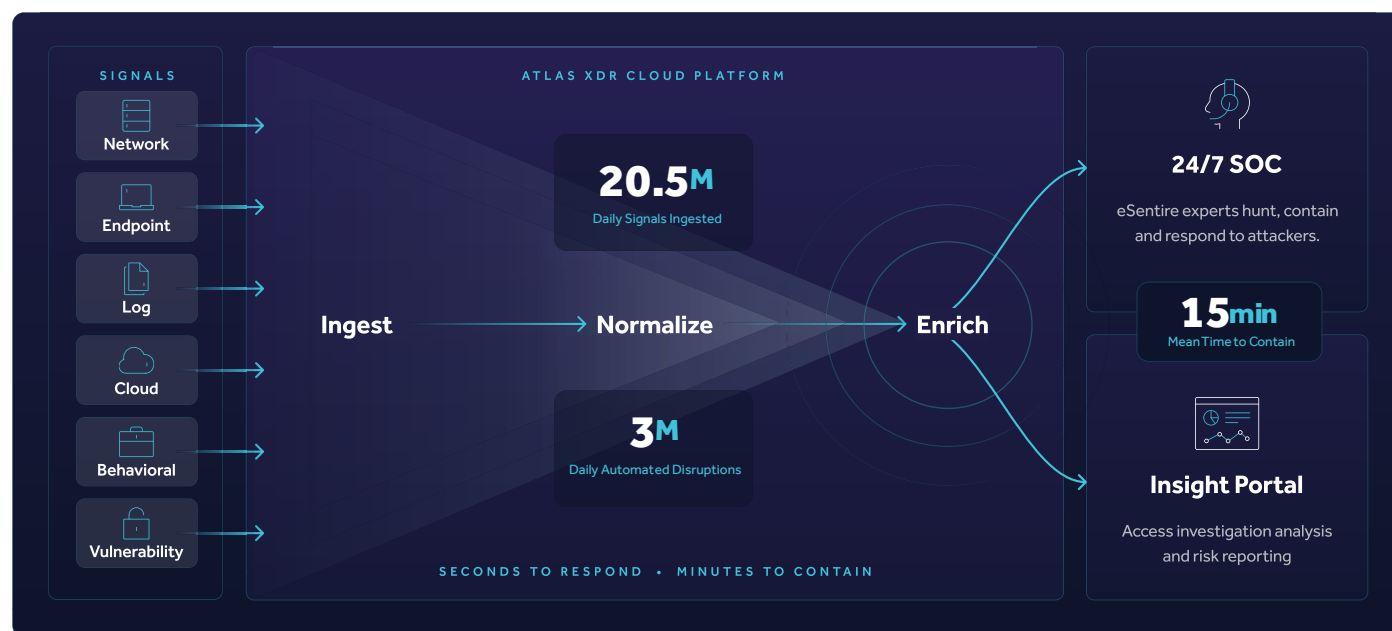 SIGNALS
Network
Endpoint
Log
Cloud
Behavioral
Vulnerability
ATLAS XDR CLOUD PLATFORM
20.5M
Daily Signals Ingested
Ingest
Normalize
Enrich
3M
Daily Automated Disruptions
SECONDS TO RESPOND • MINUTES TO CONTAIN
24/7 SOC
eSentire experts hunt, contain
and respond to attackers.
15min
Mean Time to Contain
Insight Portal
Access investigation analysis
and risk reporting